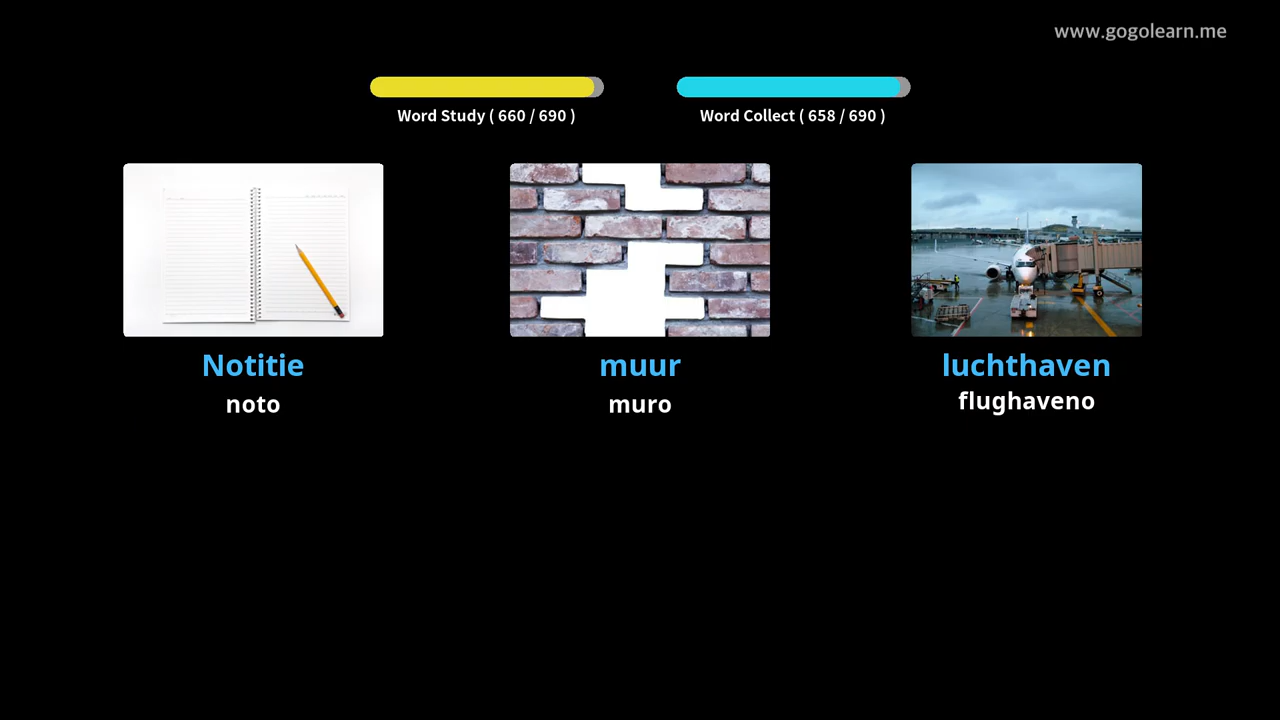 www.gogolearn.me
Word Study ( 660 / 690 )
Word Collect ( 658 / 690 )
Notitie
noto
muur
muro
luchthaven
flughaveno